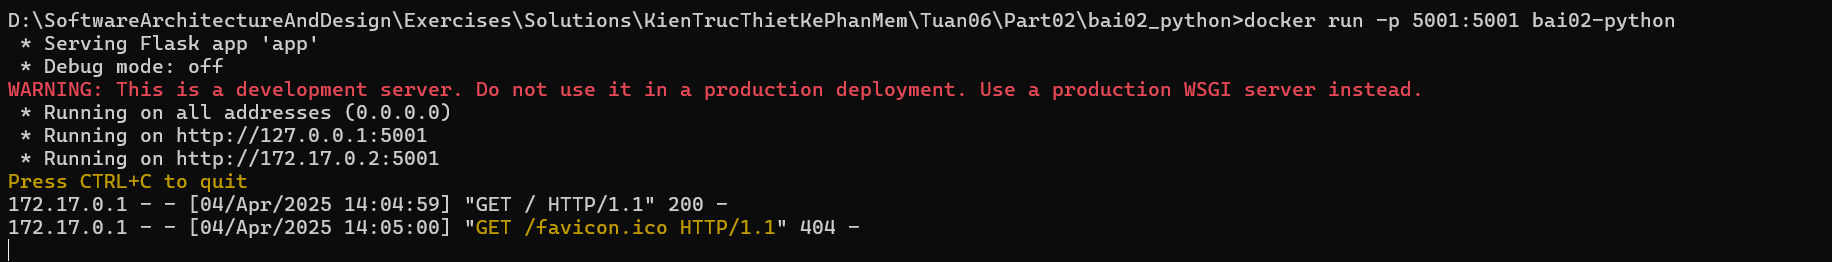 D:\SoftwareArchitectureAndDesign\Exercises\Solutions\KienTrucThietKePhanMem\Tuan06\Part02\bai02_python>docker run -p 5001:5001 bai02-python
 * Serving Flask app 'app'
 * Debug mode: off
WARNING: This is a development server. Do not use it in a production deployment. Use a production WSGI server instead.
 * Running on all addresses (0.0.0.0)
 * Running on http://127.0.0.1:5001
 * Running on http://172.17.0.2:5001
Press CTRL+C to quit
172.17.0.1 - - [04/Apr/2025 14:04:59] "GET / HTTP/1.1" 200 -
172.17.0.1 - - [04/Apr/2025 14:05:00] "GET /favicon.ico HTTP/1.1" 404 -